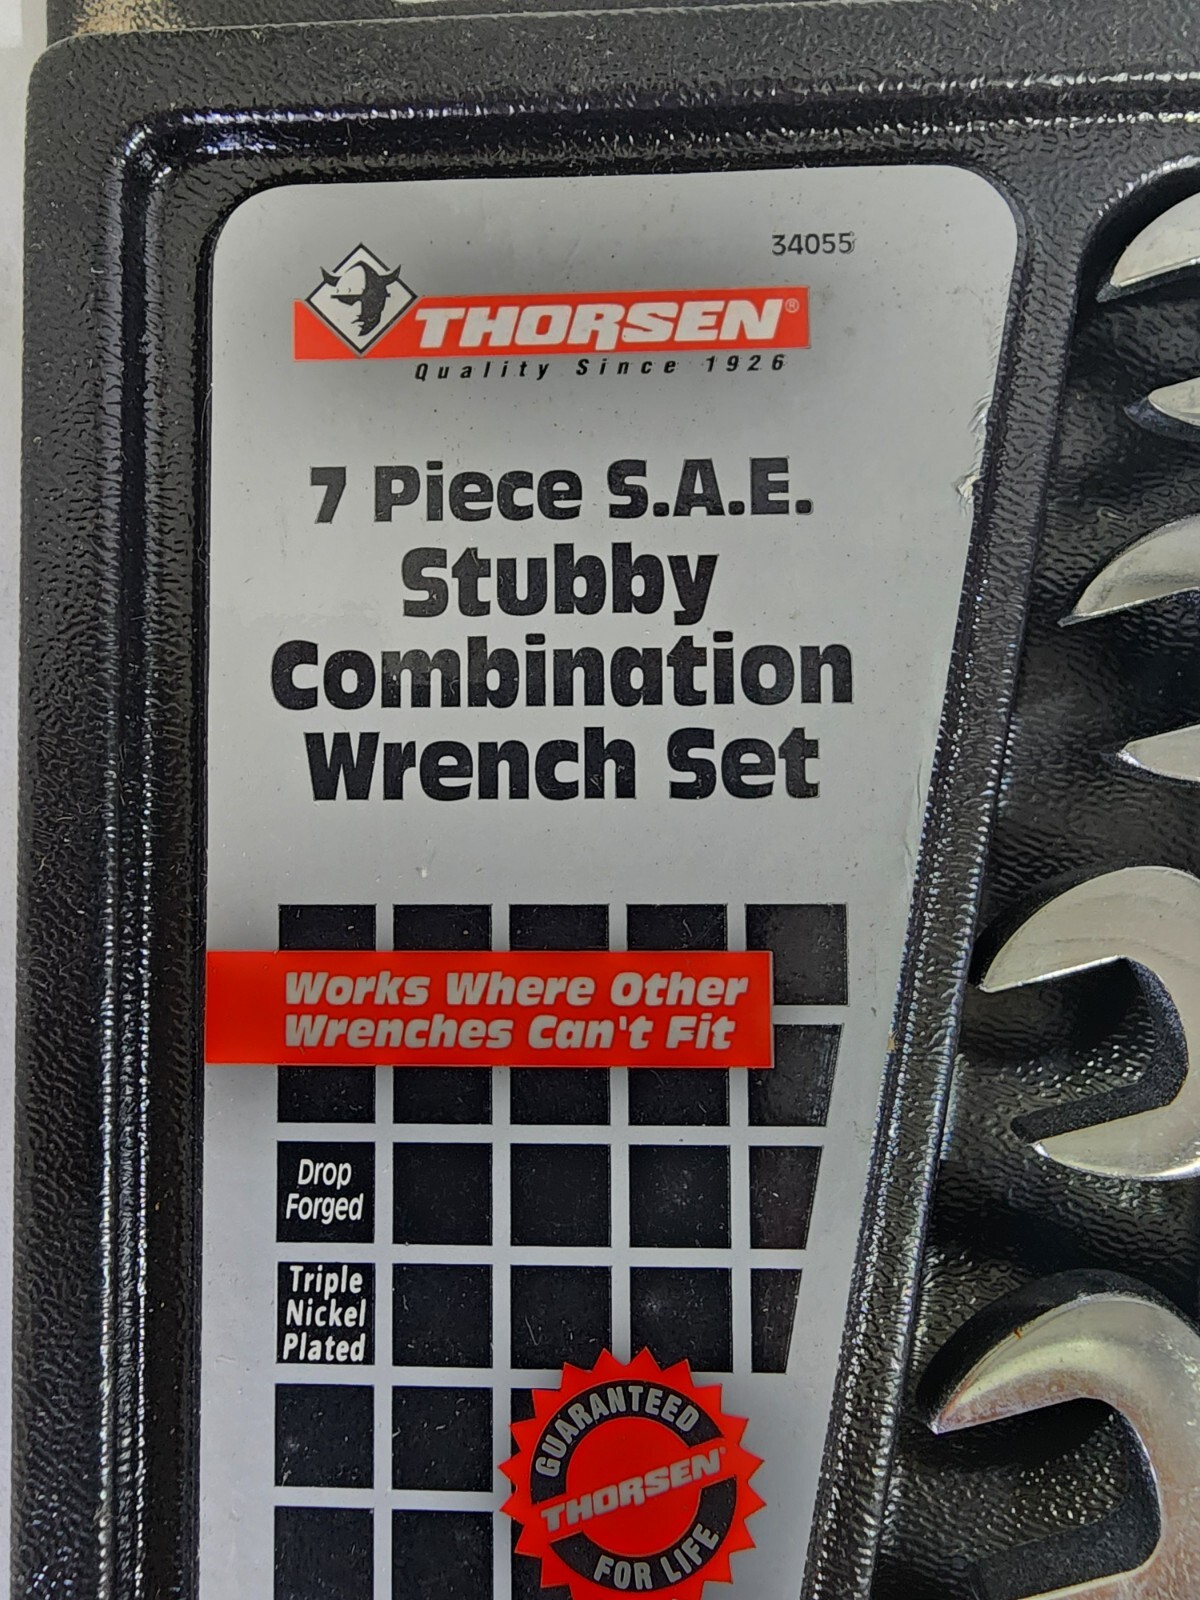 34055
THORSEN®
Quality Since 1926
7 Piece S.A.E.
Stubby
Combination
Wrench Set
Works Where Other
Wrenches Can't Fit
Drop
Forged
Triple
Nickel
Plated
GUARANTEED
THORSEN®
FOR LIFE